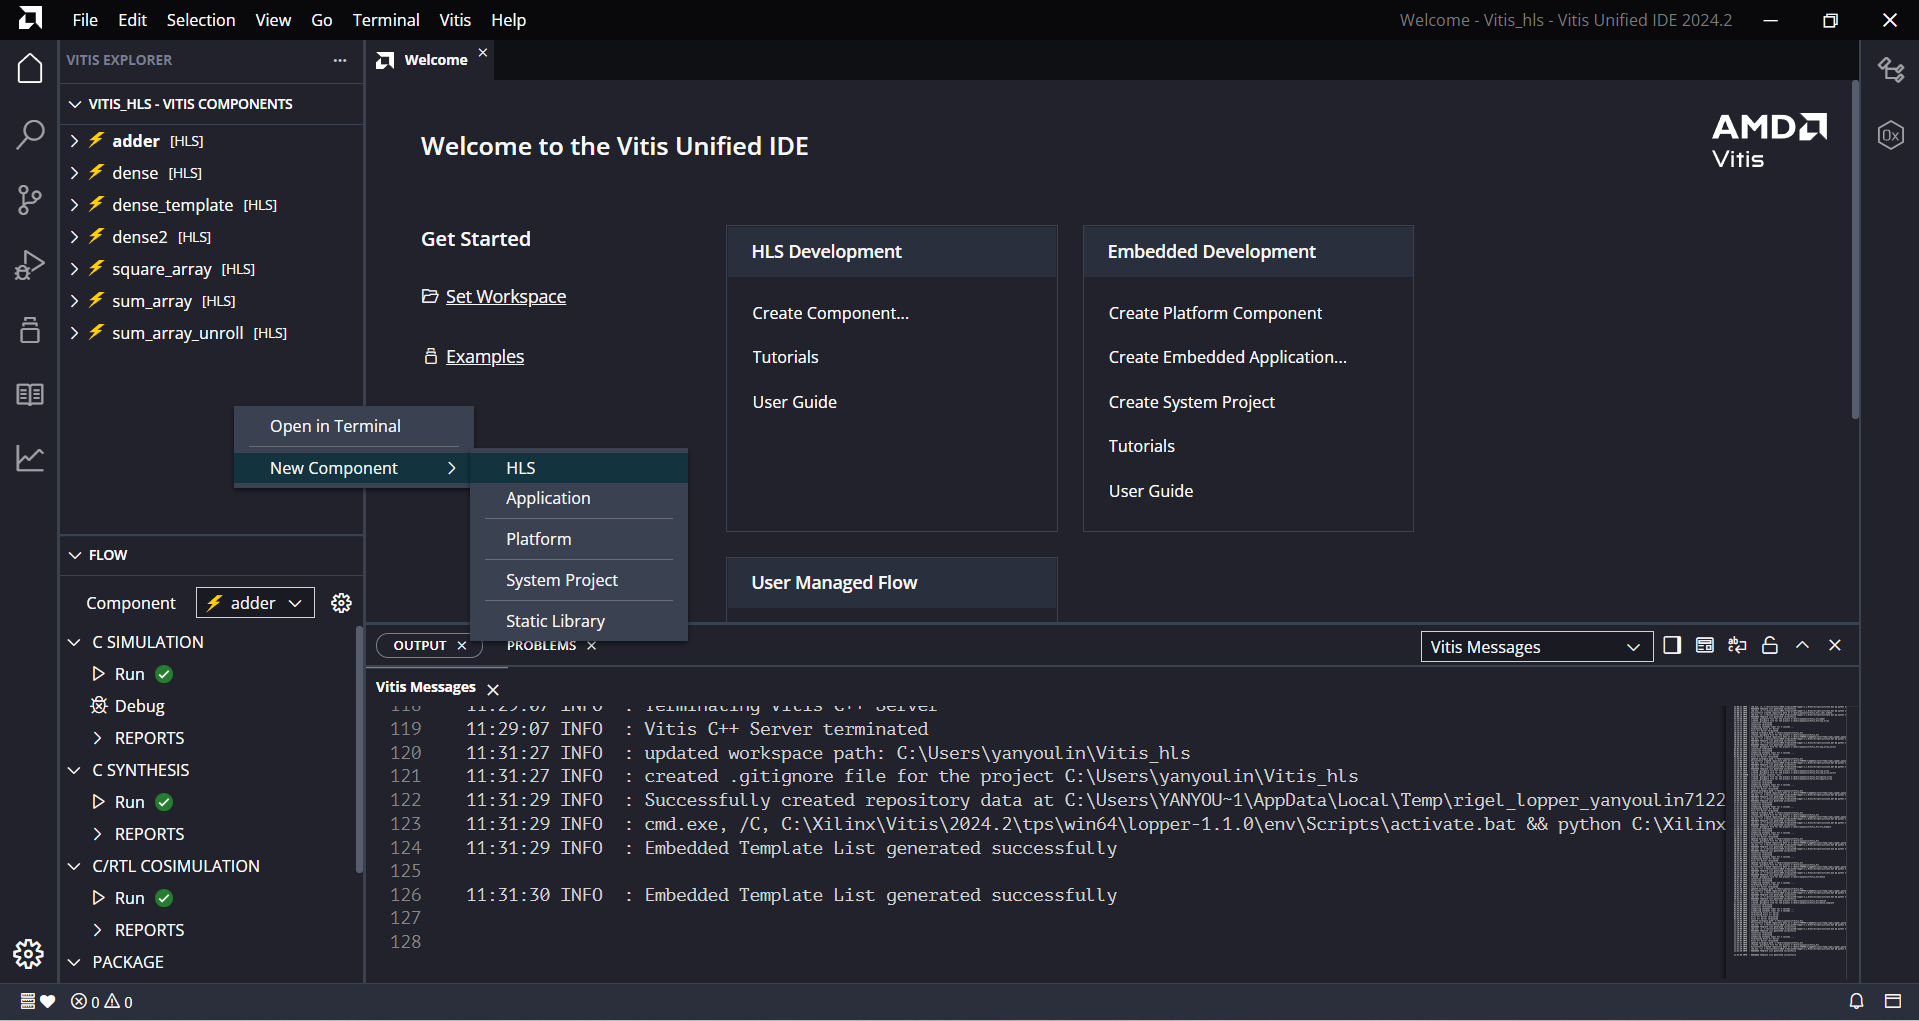 File Edit Selection View Go Terminal Vitis Help
Welcome - Vitis_hls - Vitis Unified IDE 2024.2
VITIS EXPLORER
VITIS_HLS - VITIS COMPONENTS
adder [HLS]
dense [HLS]
dense_template [HLS]
dense2 [HLS]
square_array [HLS]
sum_array [HLS]
sum_array_unroll [HLS]
Open in Terminal
New Component
HLS
Application
Platform
System Project
Static Library
FLOW
Component adder
C SIMULATION
Run
Debug
REPORTS
C SYNTHESIS
Run
REPORTS
C/RTL COSIMULATION
Run
REPORTS
PACKAGE
Welcome
Welcome to the Vitis Unified IDE
AMD
Vitis
0x
Get Started
Set Workspace
Examples
HLS Development
Create Component...
Tutorials
User Guide
Embedded Development
Create Platform Component
Create Embedded Application...
Create System Project
Tutorials
User Guide
User Managed Flow
OUTPUT
PROBLEMS
Vitis Messages
ab
Vitis Messages
118 11:29:07 INFO : Terminating Vitis C++ Server
119 11:29:07 INFO : Vitis C++ Server terminated
120 11:31:27 INFO : updated workspace path: C:\Users\yanyoulin\Vitis_hls
121 11:31:27 INFO : created .gitignore file for the project C:\Users\yanyoulin\Vitis_hls
122 11:31:29 INFO : Successfully created repository data at C:\Users\YANYOU~1\AppData\Local\Temp\rigel_lopper_yanyoulin7122
123 11:31:29 INFO : cmd.exe, /C, C:\Xilinx\Vitis\2024.2\tps\win64\lopper-1.1.0\env\Scripts\activate.bat && python C:\Xilinx
124 11:31:29 INFO : Embedded Template List generated successfully
125
126 11:31:30 INFO : Embedded Template List generated successfully
127
128
0 0